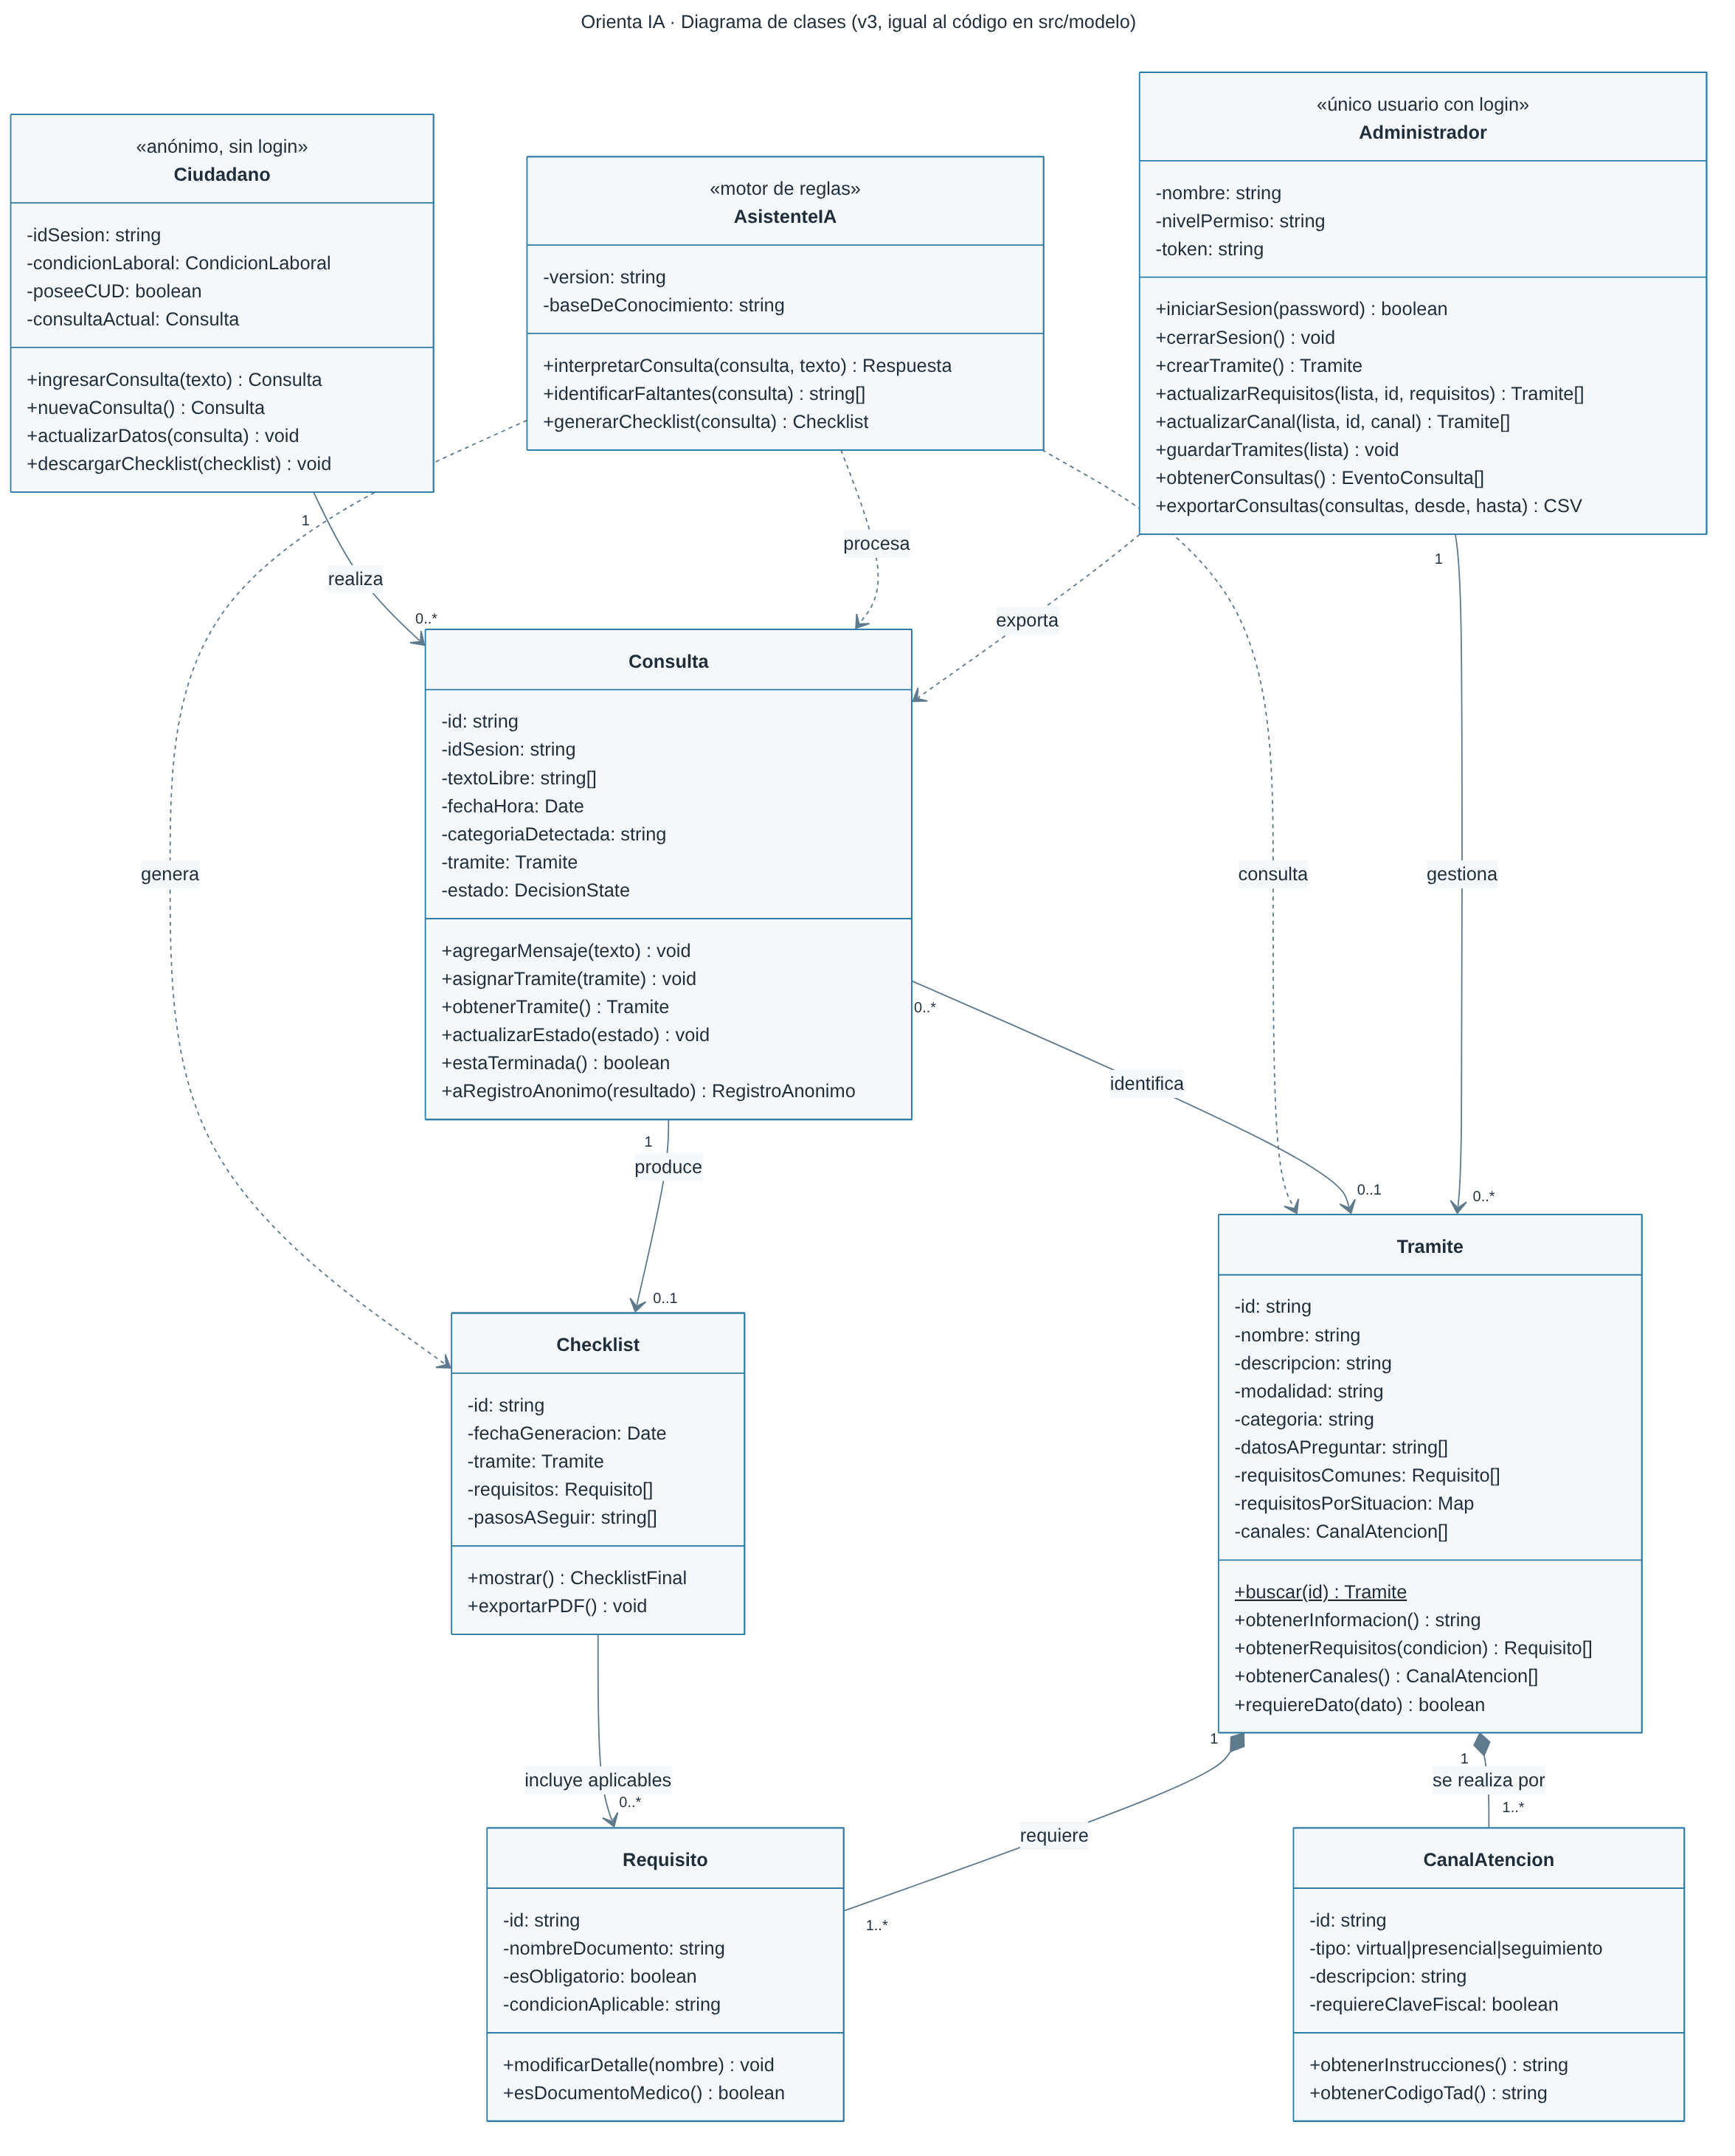 Orienta IA · Diagrama de clases (v3, igual al código en src/modelo)
«anónimo, sin login»
Ciudadano
-idSesion: string
-condicionLaboral: CondicionLaboral
-poseeCUD: boolean
-consultaActual: Consulta
+ingresarConsulta(texto) : Consulta
+nuevaConsulta() : Consulta
+actualizarDatos(consulta) : void
+descargarChecklist(checklist) : void
«motor de reglas»
AsistenteIA
-version: string
-baseDeConocimiento: string
+interpretarConsulta(consulta, texto) : Respuesta
+identificarFaltantes(consulta) : string[]
+generarChecklist(consulta) : Checklist
«único usuario con login»
Administrador
-nombre: string
-nivelPermiso: string
-token: string
+iniciarSesion(password) : boolean
+cerrarSesion() : void
+crearTramite() : Tramite
+actualizarRequisitos(lista, id, requisitos) : Tramite[]
+actualizarCanal(lista, id, canal) : Tramite[]
+guardarTramites(lista) : void
+obtenerConsultas() : EventoConsulta[]
+exportarConsultas(consultas, desde, hasta) : CSV
1
realiza
0..*
procesa
exporta
1
genera
consulta
gestiona
Consulta
-id: string
-idSesion: string
-textoLibre: string[]
-fechaHora: Date
-categoriaDetectada: string
-tramite: Tramite
-estado: DecisionState
+agregarMensaje(texto) : void
+asignarTramite(tramite) : void
+obtenerTramite() : Tramite
+actualizarEstado(estado) : void
+estaTerminada() : boolean
+aRegistroAnonimo(resultado) : RegistroAnonimo
0..*
identifica
0..1
0..*
1
produce
0..1
Checklist
-id: string
-fechaGeneracion: Date
-tramite: Tramite
-requisitos: Requisito[]
-pasosASeguir: string[]
+mostrar() : ChecklistFinal
+exportarPDF() : void
Tramite
-id: string
-nombre: string
-descripcion: string
-modalidad: string
-categoria: string
-datosAPreguntar: string[]
-requisitosComunes: Requisito[]
-requisitosPorSituacion: Map
-canales: CanalAtencion[]
+buscar(id) : Tramite
+obtenerInformacion() : string
+obtenerRequisitos(condicion) : Requisito[]
+obtenerCanales() : CanalAtencion[]
+requiereDato(dato) : boolean
incluye aplicables
0..*
1
requiere
1..*
1
se realiza por
1..*
Requisito
-id: string
-nombreDocumento: string
-esObligatorio: boolean
-condicionAplicable: string
+modificarDetalle(nombre) : void
+esDocumentoMedico() : boolean
CanalAtencion
-id: string
-tipo: virtual|presencial|seguimiento
-descripcion: string
-requiereClaveFiscal: boolean
+obtenerInstrucciones() : string
+obtenerCodigoTad() : string